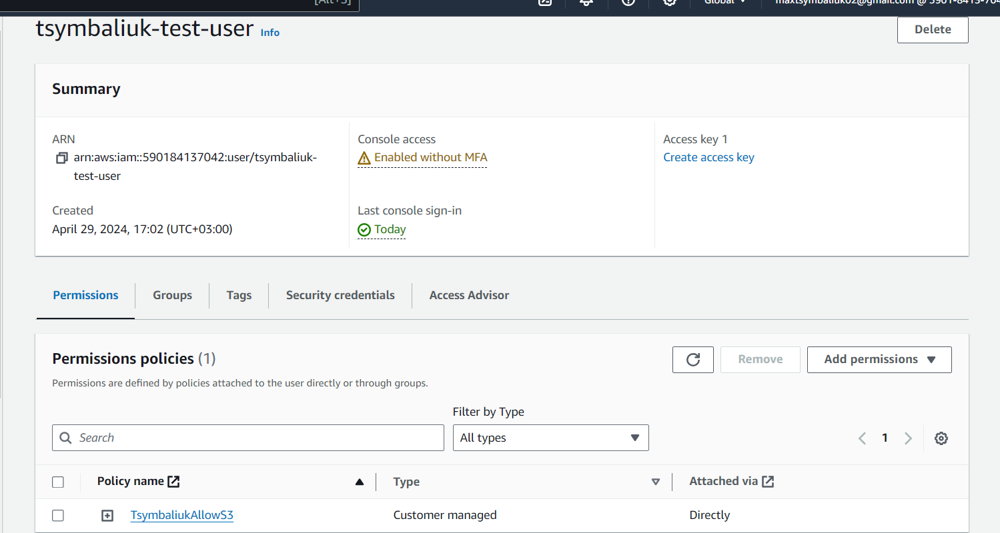 [Alt+S]
Global
maxtsymbaliuk02@gmail.com @ 5901-8413-704
tsymbaliuk-test-user Info
Delete
Summary
ARN
arn:aws:iam::590184137042:user/tsymbaliuk-
test-user
Created
April 29, 2024, 17:02 (UTC+03:00)
Console access
Enabled without MFA
Last console sign-in
Today
Access key 1
Create access key
Permissions Groups Tags Security credentials Access Advisor
Permissions policies (1)
Remove Add permissions
Permissions are defined by policies attached to the user directly or through groups.
Filter by Type
Search All types 1
Policy name Type Attached via
TsymbaliukAllowS3 Customer managed Directly